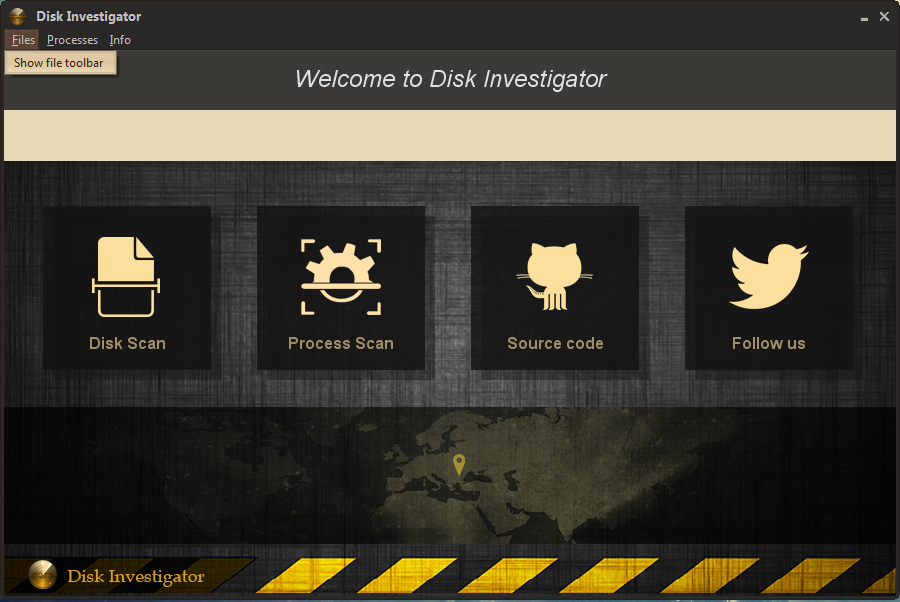 Disk Investigator
Files Processes Info
Show file toolbar
Welcome to Disk Investigator
Disk Scan
Process Scan
Source code
Follow us
Disk Investigator